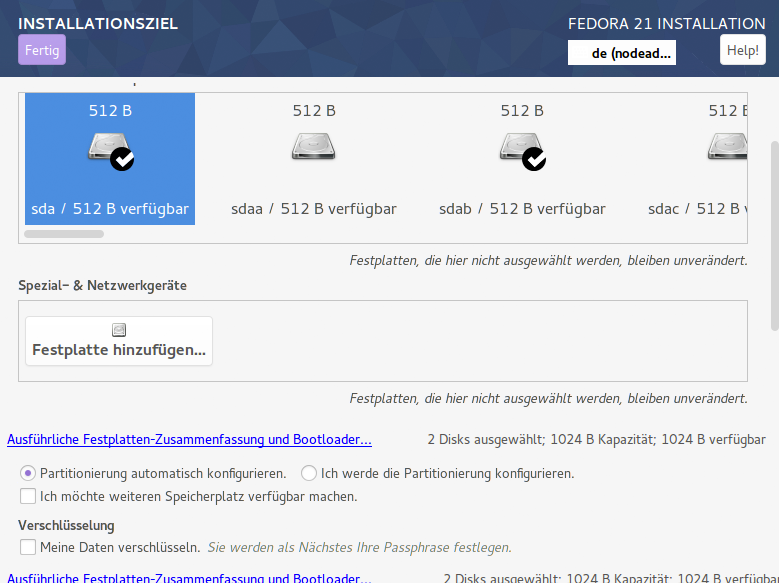 INSTALLATIONSZIEL
FEDORA 21 INSTALLATION
Fertig
de (nodead...
Help!
512 B
512 B
512 B
512 B
sda / 512 B verfügbar
sdaa / 512 B verfügbar
sdab / 512 B verfügbar
sdac / 512 B v
Festplatten, die hier nicht ausgewählt werden, bleiben unverändert.
Spezial- & Netzwerkgeräte
Festplatte hinzufügen...
Festplatten, die hier nicht ausgewählt werden, bleiben unverändert.
Ausführliche Festplatten-Zusammenfassung und Bootloader...
2 Disks ausgewählt; 1024 B Kapazität; 1024 B verfügbar
Partitionierung automatisch konfigurieren.
Ich werde die Partitionierung konfigurieren.
Ich möchte weiteren Speicherplatz verfügbar machen.
Verschlüsselung
Meine Daten verschlüsseln. Sie werden als Nächstes Ihre Passphrase festlegen.
Ausführliche Festplatten-Zusammenfassung und Bootloader...
2 Disks ausgewählt; 1024 B Kapazität; 1024 B verfügba